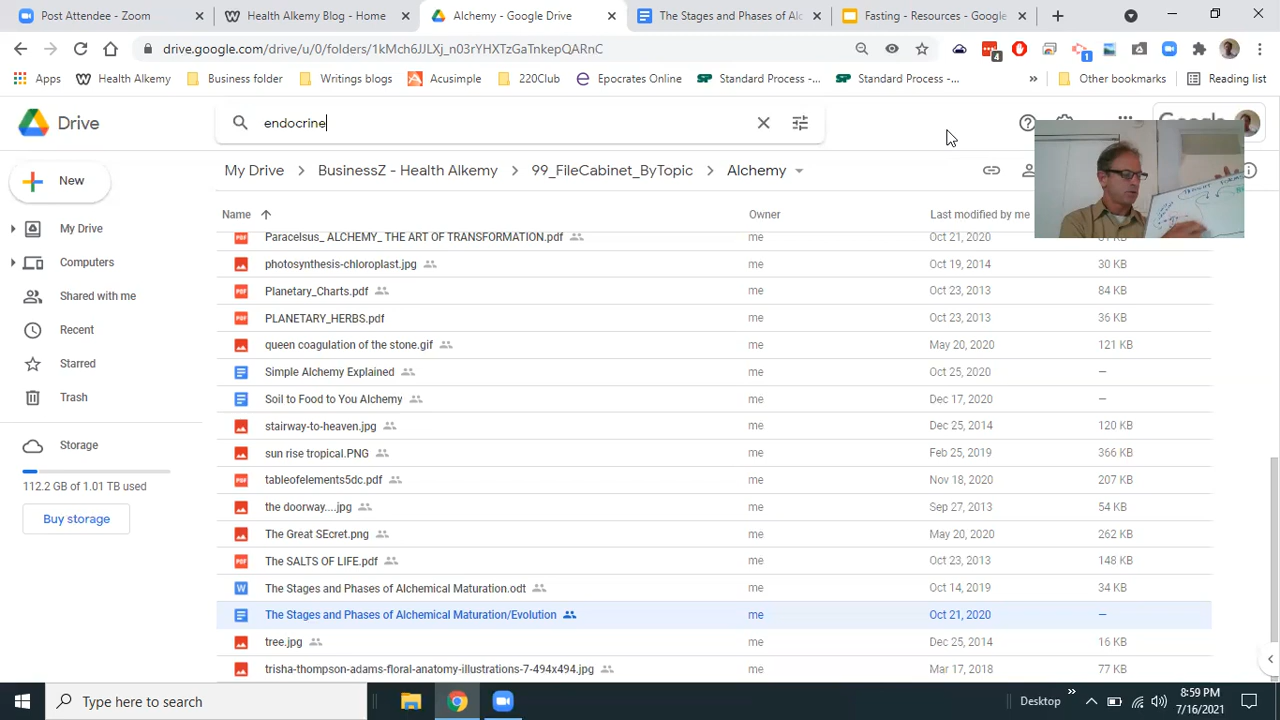 Post Attendee - Zoom
Health Alkemy Blog - Home
Alchemy - Google Drive
The Stages and Phases of Alc
Fasting - Resources - Google
drive.google.com/drive/u/0/folders/1kMch6JJLXj_n03rYHXTzGaTnkepQARnC
4
1
Apps
Health Alkemy
Business folder
Writings blogs
Acusimple
220Club
Epocrates Online
Standard Process -...
Standard Process -...
Other bookmarks
Reading list
Drive
endocrine
New
My Drive
BusinessZ - Health Alkemy
99_FileCabinet_ByTopic
Alchemy
Name
Owner
Last modified by me
My Drive
Computers
Shared with me
Recent
Starred
Trash
Storage
112.2 GB of 1.01 TB used
Buy storage
Paracelsus_ ALCHEMY_ THE ART OF TRANSFORMATION.pdf me Oct 21, 2020
photosynthesis-chloroplast.jpg me Oct 19, 2014 30 KB
Planetary_Charts.pdf me Oct 23, 2013 84 KB
PLANETARY_HERBS.pdf me Oct 23, 2013 36 KB
queen coagulation of the stone.gif me May 20, 2020 121 KB
Simple Alchemy Explained me Oct 25, 2020 —
Soil to Food to You Alchemy me Dec 17, 2020 —
stairway-to-heaven.jpg me Dec 25, 2014 120 KB
sun rise tropical.PNG me Feb 25, 2019 366 KB
tableofelements5dc.pdf me Nov 18, 2020 207 KB
the doorway....jpg me Sep 27, 2013 54 KB
The Great SEcret.png me May 20, 2020 262 KB
The SALTS OF LIFE.pdf me Oct 23, 2013 148 KB
The Stages and Phases of Alchemical Maturation.odt me Oct 14, 2019 34 KB
The Stages and Phases of Alchemical Maturation/Evolution me Oct 21, 2020 —
tree.jpg me Dec 25, 2014 16 KB
trisha-thompson-adams-floral-anatomy-illustrations-7-494x494.jpg me Mar 17, 2018 77 KB
Type here to search
Desktop
8:59 PM
7/16/2021